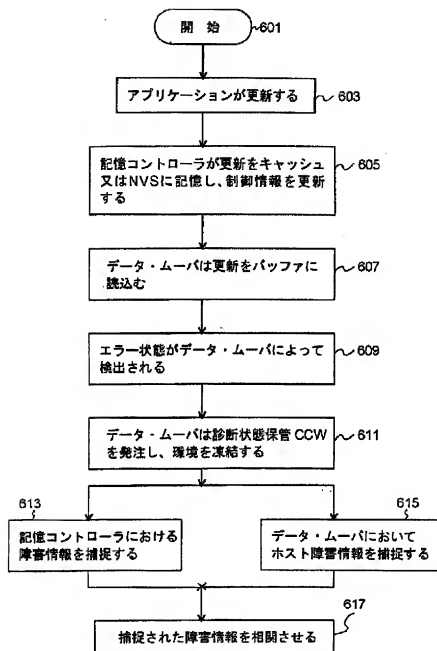 開 始
601
アプリケーションが更新する
603
記憶コントローラが更新をキャッシュ
又はNVSに記憶し、制御情報を更新
する
605
データ・ムーバは更新をバッファに
読込む
607
エラー状態がデータ・ムーバによって
検出される
609
データ・ムーバは診断状態保管 CCW
を発注し、環境を凍結する
611
613
記憶コントローラにおける
障害情報を捕捉する
615
データ・ムーバにおいて
ホスト障害情報を捕捉する
617
捕捉された障害情報を相関させる